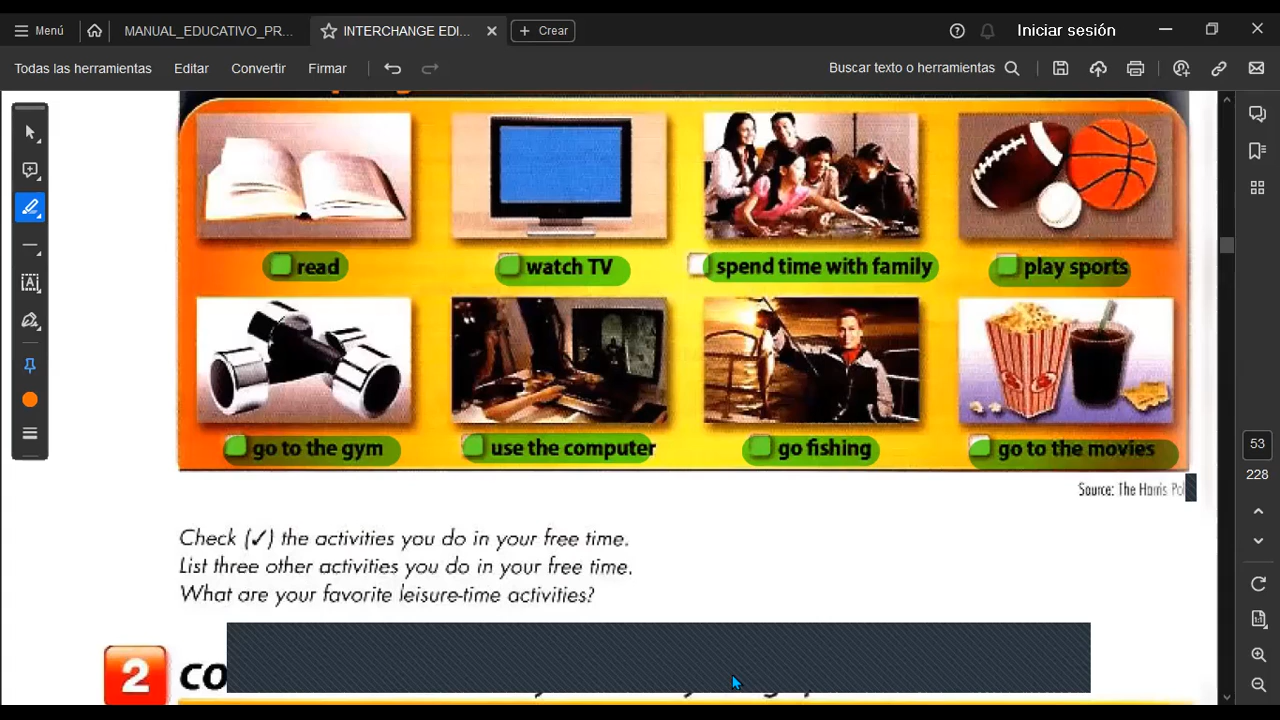 Menú
MANUAL_EDUCATIVO_PR...
INTERCHANGE EDI...
Crear
Iniciar sesión
Todas las herramientas
Editar
Convertir
Firmar
Buscar texto o herramientas
read
watch TV
spend time with family
play sports
go to the gym
use the computer
go fishing
go to the movies
Source: The Harris Pol
53
228
Check (✓) the activities you do in your free time.
List three other activities you do in your free time.
What are your favorite leisure-time activities?
2